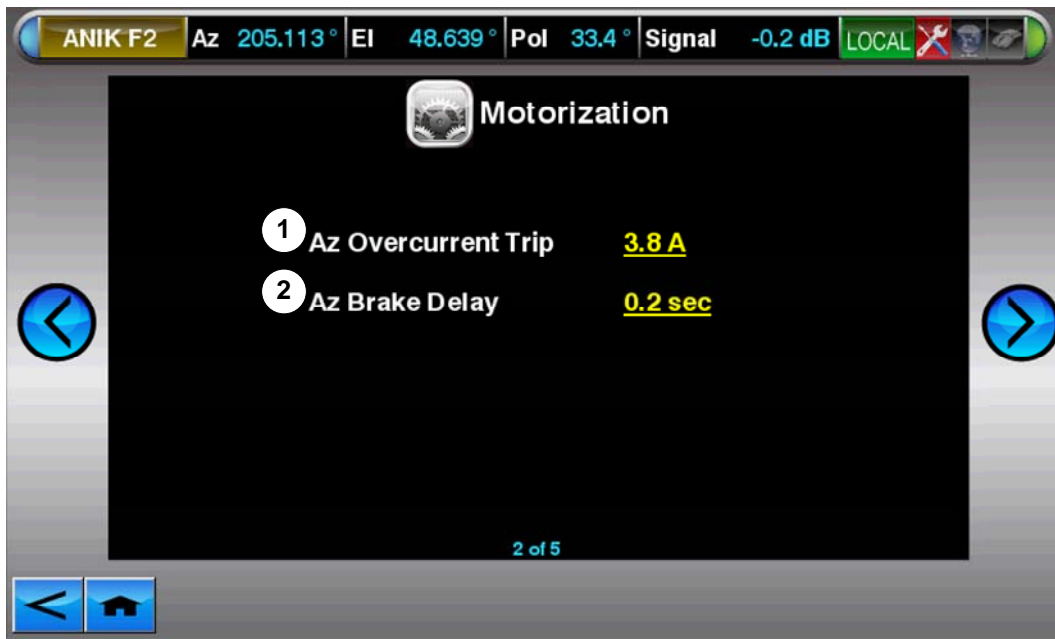 ANIK F2 Az 205.113° El 48.639° Pol 33.4° Signal -0.2 dB LOCAL
Motorization
1 Az Overcurrent Trip 3.8 A
2 Az Brake Delay 0.2 sec
2 of 5